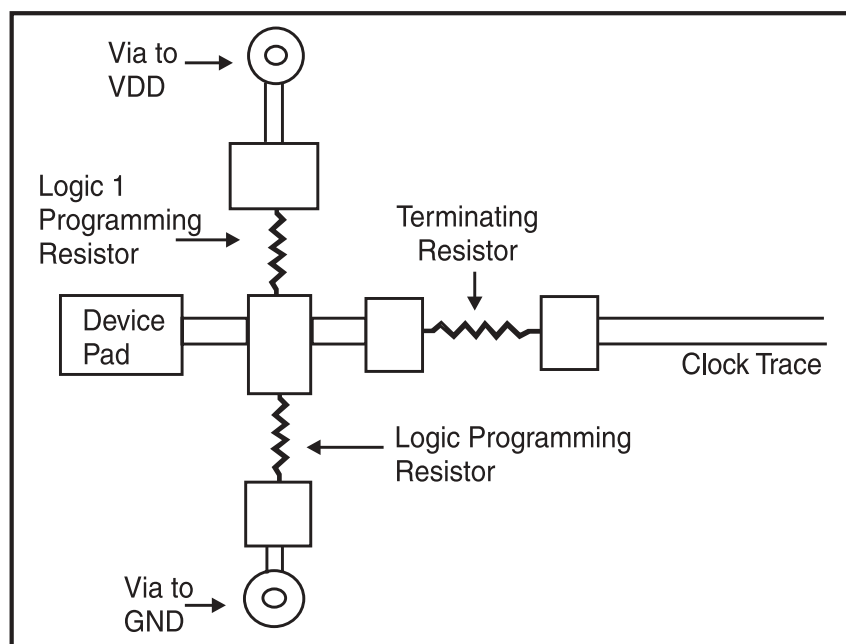 Via to
VDD
Logic 1
Programming
Resistor
Terminating
Resistor
Device
Pad
Clock Trace
Logic Programming
Resistor
Via to
GND